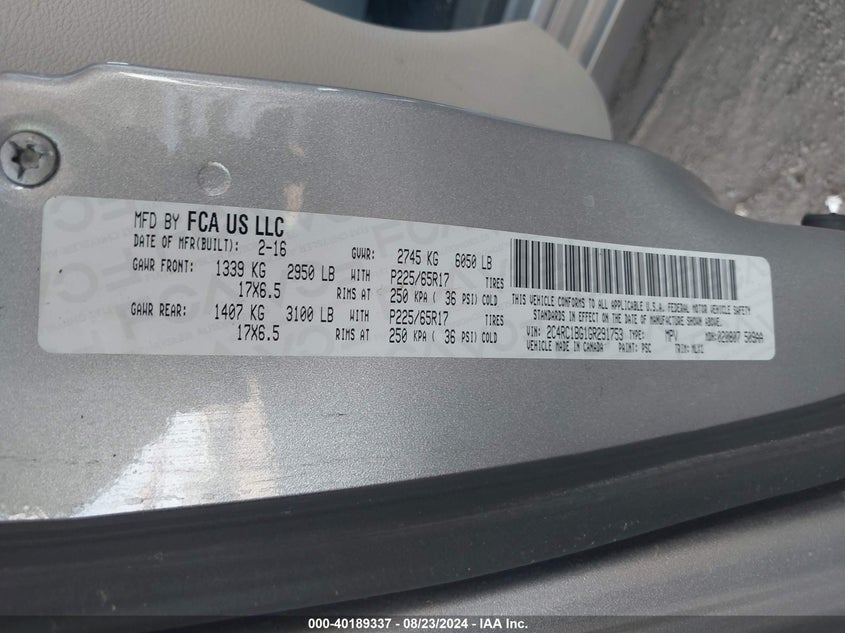 MFD BY FCA US LLC
DATE OF MFR(BUILT): 2-16 GVWR: 2745 KG 6050 LB
GAWR FRONT: 1339 KG 2950 LB WITH P225/65R17 TIRES
17X6.5 RIMS AT 250 KPA ( 36 PSI) COLD
GAWR REAR: 1407 KG 3100 LB WITH P225/65R17 TIRES
17X6.5 RIMS AT 250 KPA ( 36 PSI) COLD
THIS VEHICLE CONFORMS TO ALL APPLICABLE U.S.A. FEDERAL MOTOR VEHICLE SAFETY
STANDARDS IN EFFECT ON THE DATE OF MANUFACTURE SHOWN ABOVE.
VIN: 2C4RC1BG1GR291753 TYPE: MPV MDH:020807 509AA
VEHICLE MADE IN CANADA PAINT: PSC TRIM:
000-40189337 - 08/23/2024 - IAA Inc.